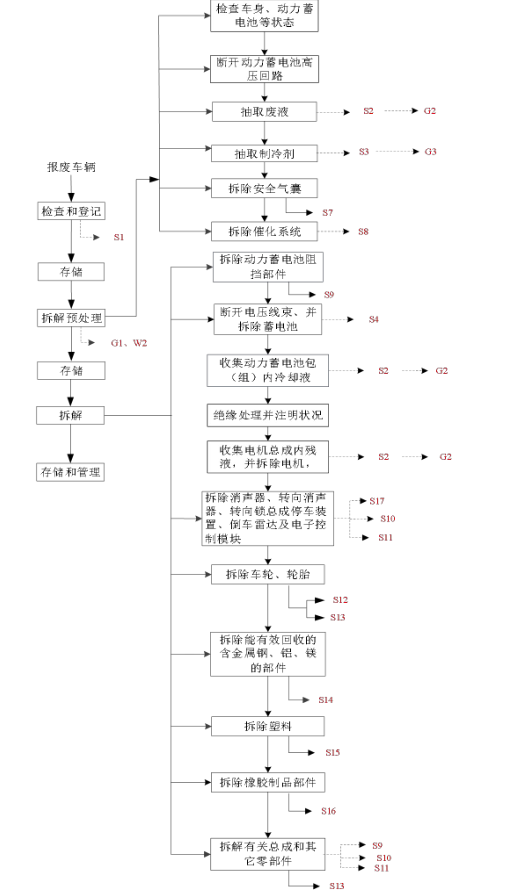 检查车身、动力蓄
电池等状态
断开动力蓄电池高
压回路
抽取废液
S2
G2
抽取制冷剂
S3
G3
拆除安全气囊
S7
拆除催化系统
S8
报废车辆
检查和登记
S1
存储
拆解预处理
G1、W2
存储
拆解
存储和管理
拆除动力蓄电池阻
挡部件
S9
断开电压线束、并
拆除蓄电池
S4
收集动力蓄电池包
（组）内冷却液
S2
G2
绝缘处理并注明状况
收集电机总成内残
液，并拆除电机，
S2
G2
拆除消声器、转向消声
器、转向锁总成停车装
置、倒车雷达及电子控
制模块
S17
S10
S11
拆除车轮、轮胎
S12
S13
拆除能有效回收的
含金属钢、铝、镁
的部件
S14
拆除塑料
S15
拆除橡胶制品部件
S16
拆解有关总成和其
它零部件
S9
S10
S11
S13